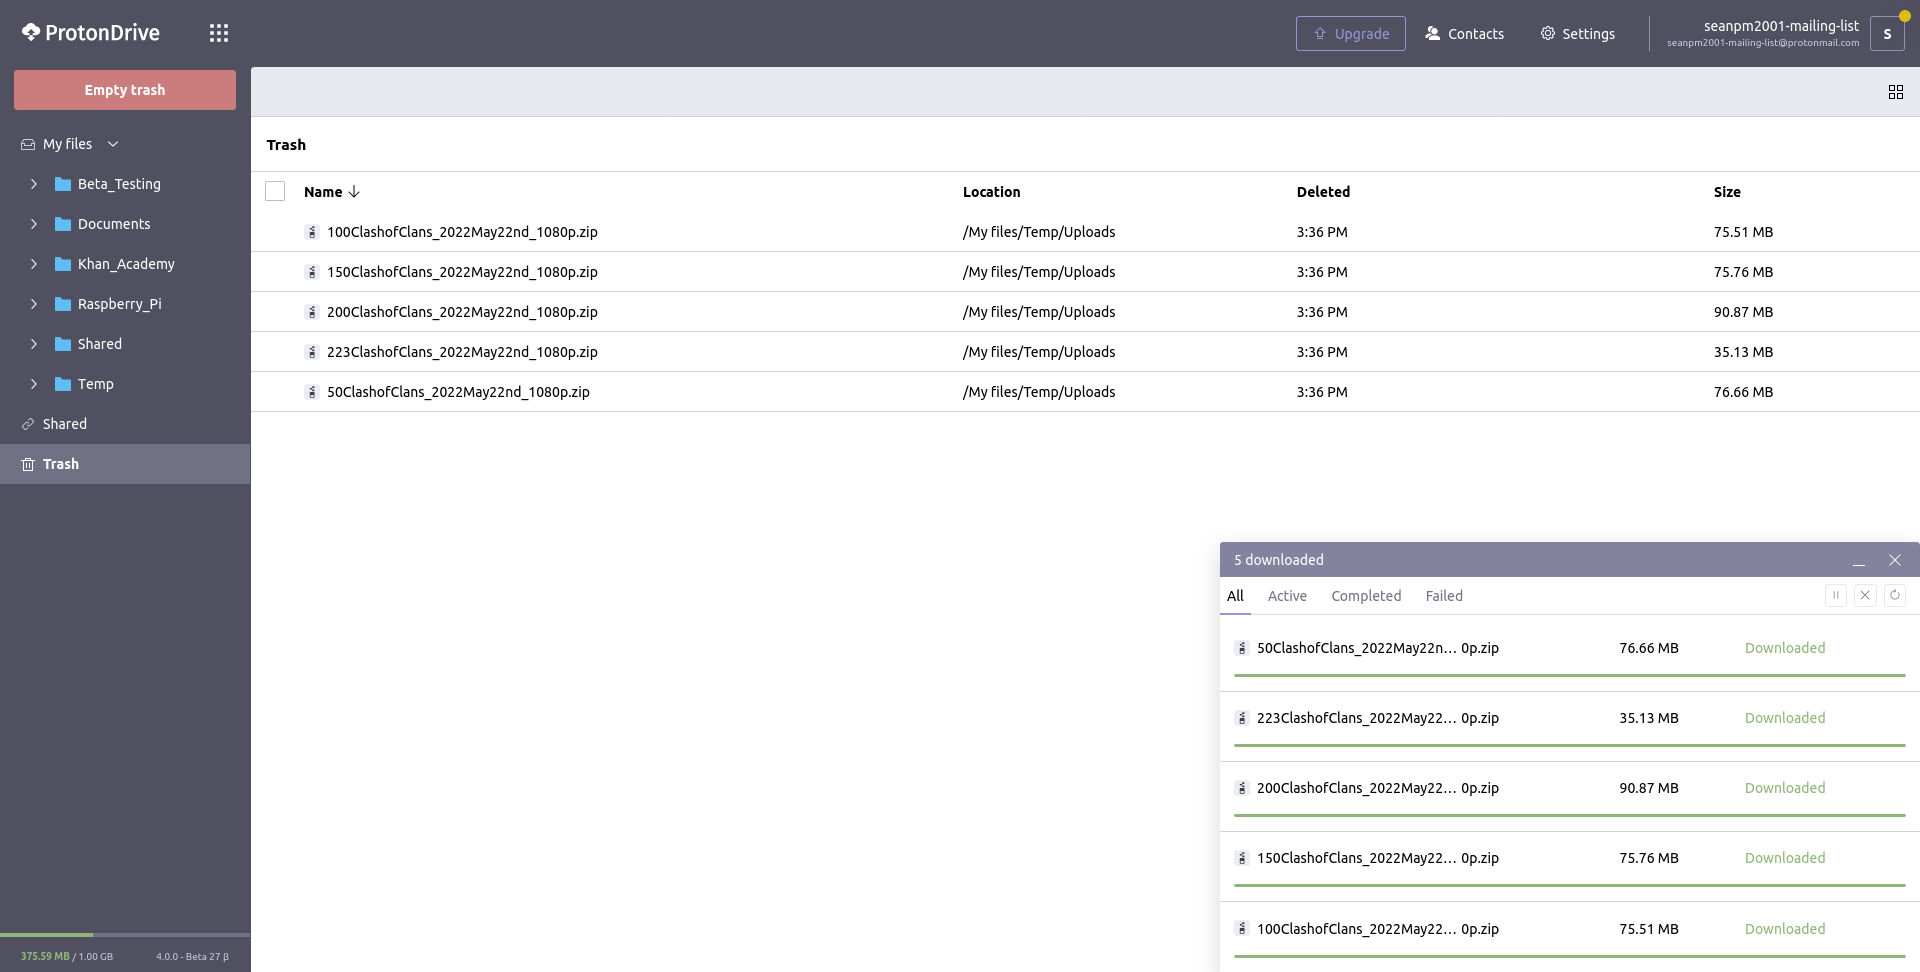 ProtonDrive
Upgrade
Contacts
Settings
seanpm2001-mailing-list
seanpm2001-mailing-list@protonmail.com
S
Empty trash
My files
Beta_Testing
Documents
Khan_Academy
Raspberry_Pi
Shared
Temp
Shared
Trash
375.59 MB / 1.00 GB 4.0.0 - Beta 27 β
Trash
Name Location Deleted Size
100ClashofClans_2022May22nd_1080p.zip /My files/Temp/Uploads 3:36 PM 75.51 MB
150ClashofClans_2022May22nd_1080p.zip /My files/Temp/Uploads 3:36 PM 75.76 MB
200ClashofClans_2022May22nd_1080p.zip /My files/Temp/Uploads 3:36 PM 90.87 MB
223ClashofClans_2022May22nd_1080p.zip /My files/Temp/Uploads 3:36 PM 35.13 MB
50ClashofClans_2022May22nd_1080p.zip /My files/Temp/Uploads 3:36 PM 76.66 MB
5 downloaded
All Active Completed Failed
50ClashofClans_2022May22n... 0p.zip 76.66 MB Downloaded
223ClashofClans_2022May22... 0p.zip 35.13 MB Downloaded
200ClashofClans_2022May22... 0p.zip 90.87 MB Downloaded
150ClashofClans_2022May22... 0p.zip 75.76 MB Downloaded
100ClashofClans_2022May22... 0p.zip 75.51 MB Downloaded